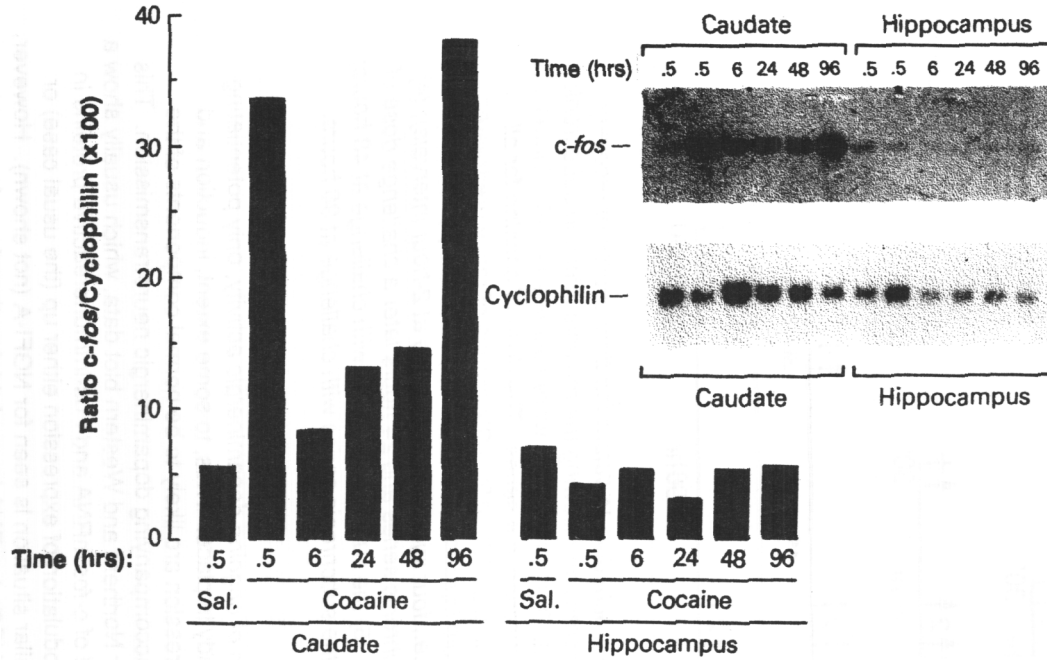 Ratio c-fos/Cyclophilin (x100)
40
30
20
10
0
Time (hrs):
.5 .5 6 24 48 96
.5 .5 6 24 48 96
Sal. Cocaine
Sal. Cocaine
Caudate
Hippocampus
Caudate Hippocampus
Time (hrs) .5 .5 6 24 48 96 .5 .5 6 24 48 96
c-fos
Cyclophilin
Caudate Hippocampus